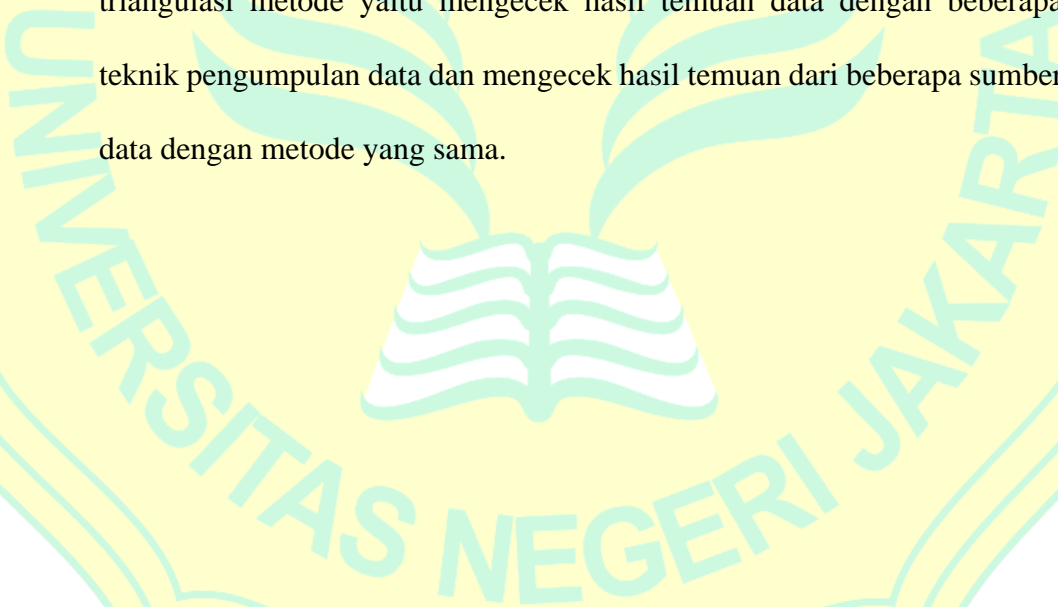 triangulasi metode yaitu mengecek hasil temuan data dengan beberapa
teknik pengumpulan data dan mengecek hasil temuan dari beberapa sumber
data dengan metode yang sama.
UNIVERSITAS NEGERI JAKARTA